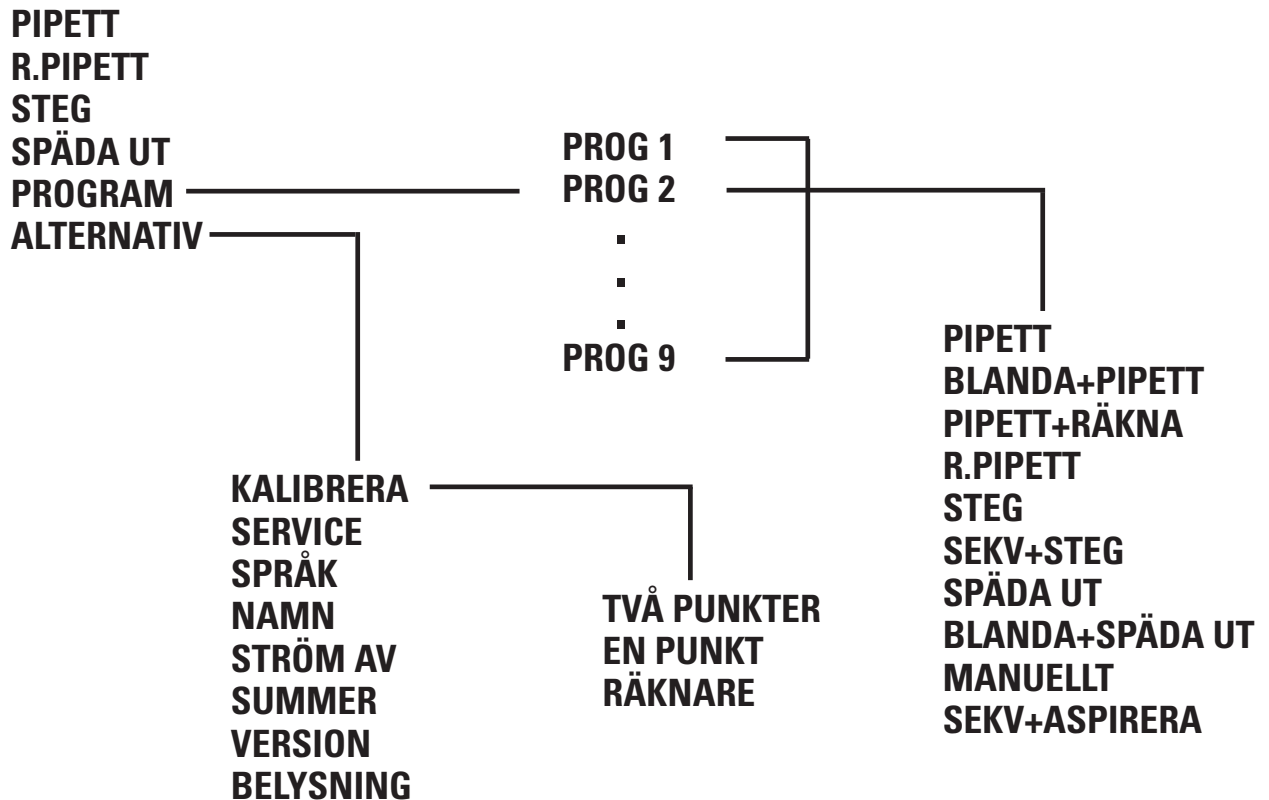 PIPETT
R.PIPETT
STEG
SPÄDA UT
PROGRAM
ALTERNATIV
PROG 1
PROG 2
.
.
.
PROG 9
PIPETT
BLANDA+PIPETT
PIPETT+RÄKNA
R.PIPETT
STEG
SEKV+STEG
SPÄDA UT
BLANDA+SPÄDA UT
MANUELLT
SEKV+ASPIRERA
KALIBRERA
SERVICE
SPRÅK
NAMN
STRÖM AV
SUMMER
VERSION
BELYSNING
TVÅ PUNKTER
EN PUNKT
RÄKNARE